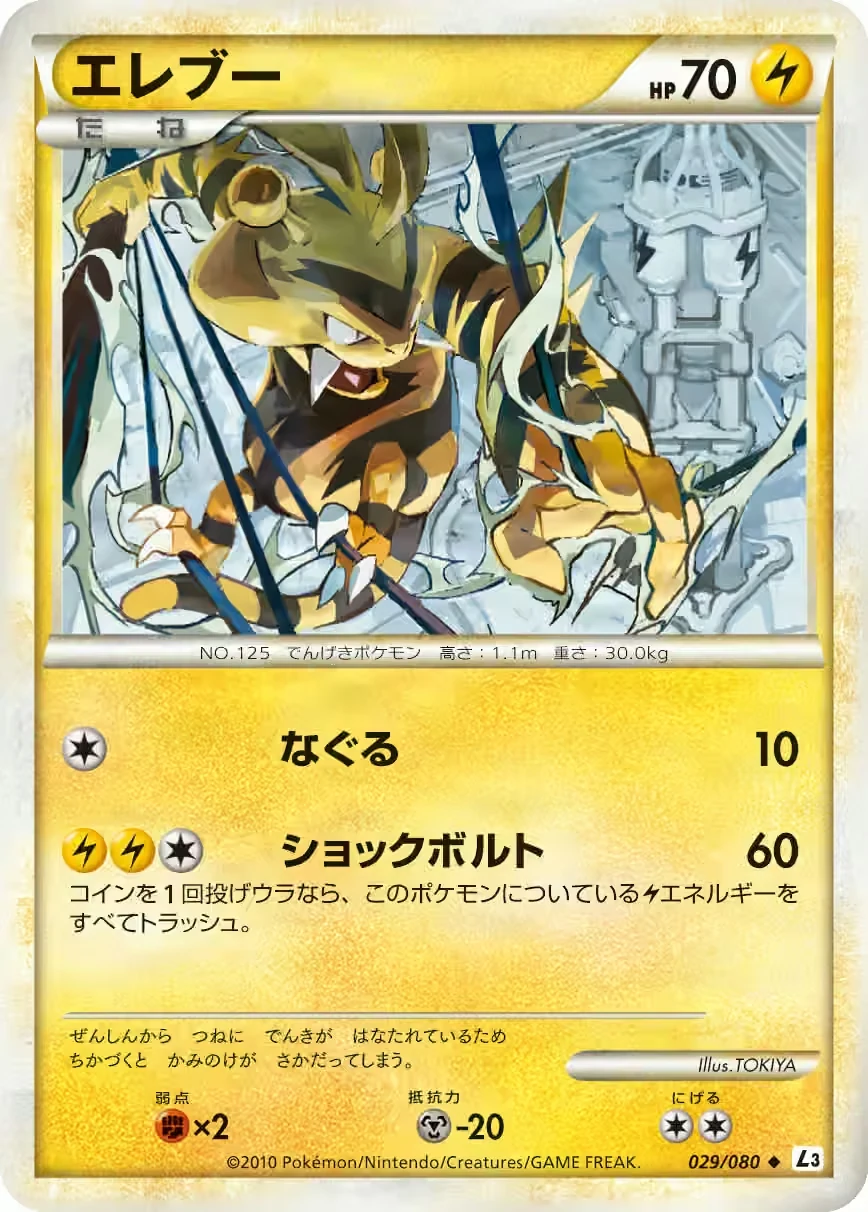 エレブー
HP70
たね
NO.125 でんげきポケモン 高さ：1.1m 重さ：30.0kg
なぐる 10
ショックボルト 60
コインを1回投げウラなら、このポケモンについているエネルギーを
すべてトラッシュ。
ぜんしんから つねに でんきが はなたれているため
ちかづくと かみのけが さかだってしまう。
Illus.TOKIYA
弱点 抵抗力 にげる
×2 -20
©2010 Pokémon/Nintendo/Creatures/GAME FREAK. 029/080 ◆ L3